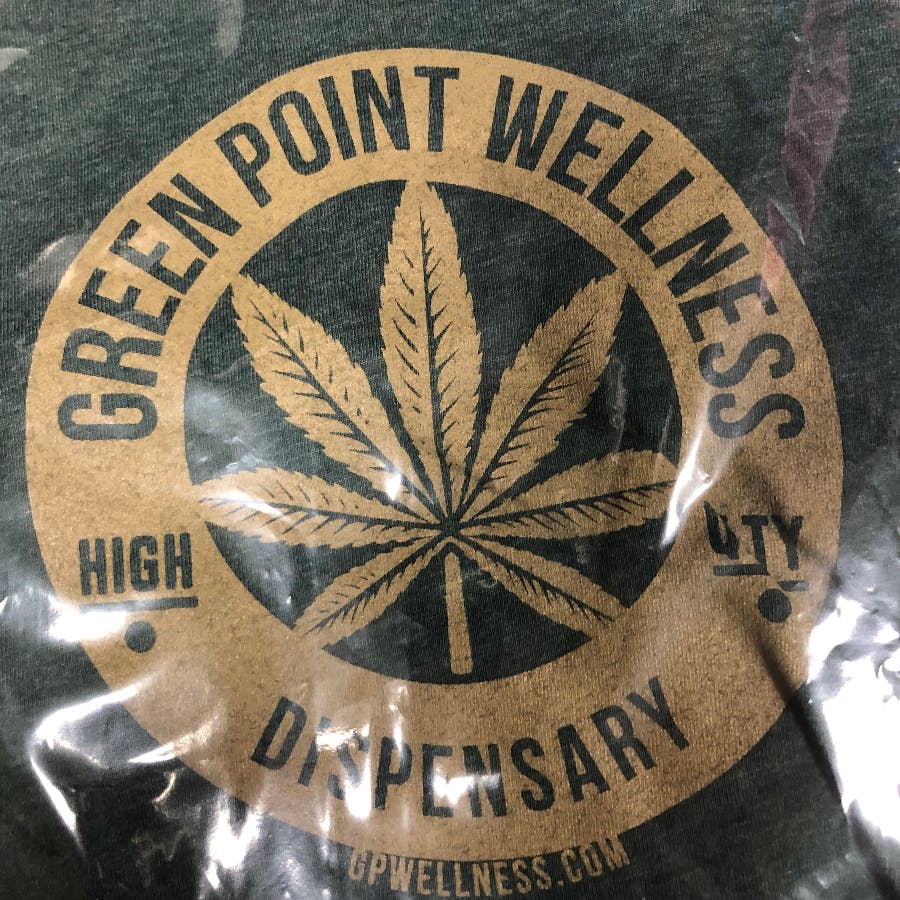 GREEN POINT WELLNESS
HIGH
DISPENSARY
GPWELLNESS.COM